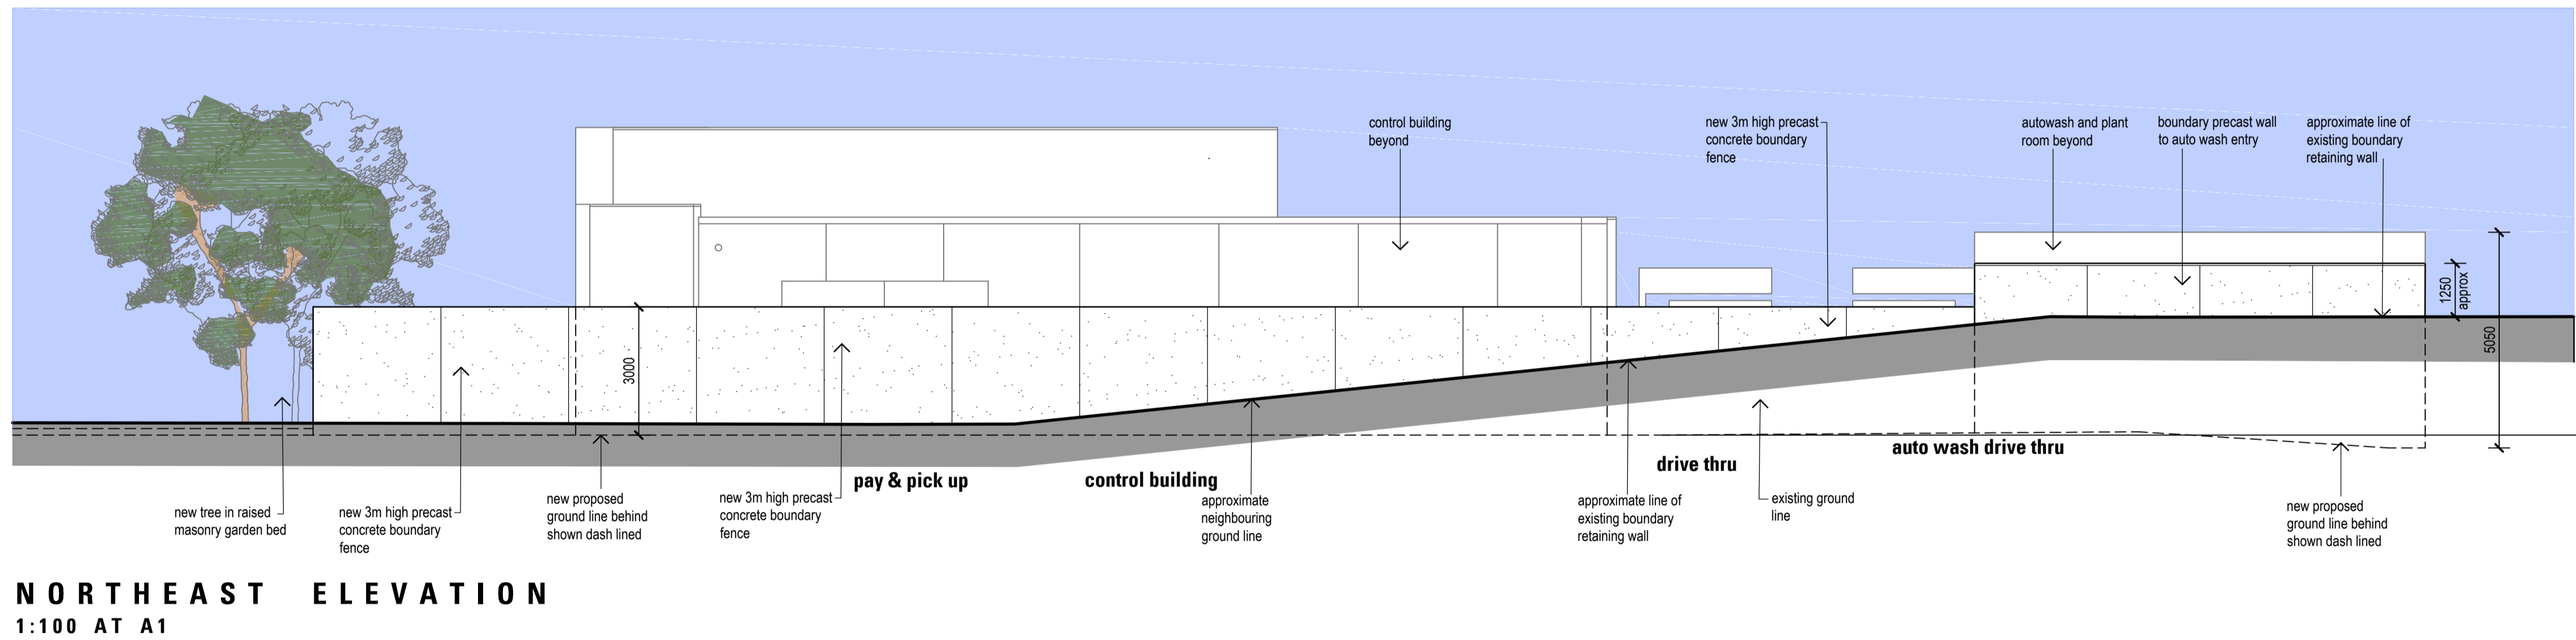 control building
beyond
new 3m high precast
concrete boundary
fence
autowash and plant
room beyond
boundary precast wall
to auto wash entry
approximate line of
existing boundary
retaining wall
1250
approx
5050
3000
pay & pick up
control building
drive thru
auto wash drive thru
new tree in raised
masonry garden bed
new 3m high precast
concrete boundary
fence
new proposed
ground line behind
shown dash lined
new 3m high precast
concrete boundary
fence
approximate
neighbouring
ground line
approximate line of
existing boundary
retaining wall
existing ground
line
new proposed
ground line behind
shown dash lined
NORTHEAST ELEVATION
1:100 AT A1